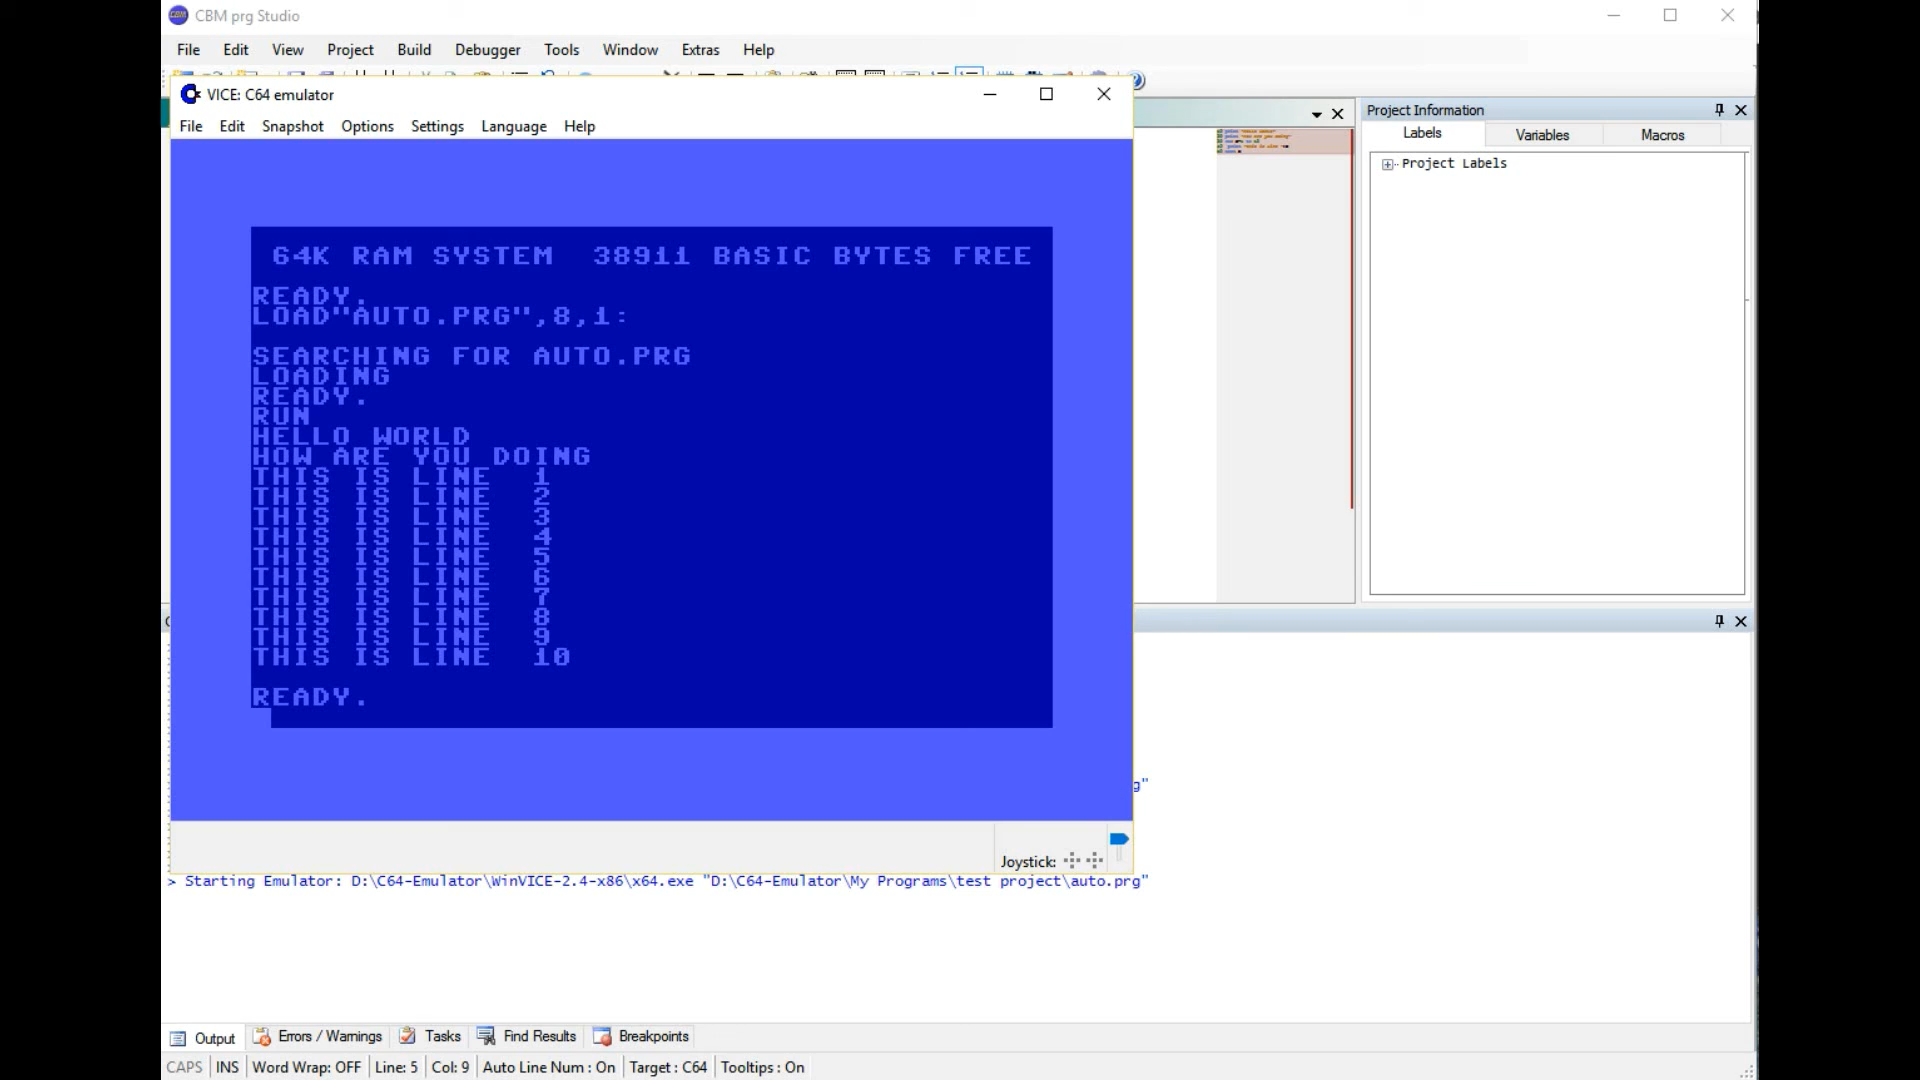 CBM prg Studio
File Edit View Project Build Debugger Tools Window Extras Help
VICE: C64 emulator
File Edit Snapshot Options Settings Language Help
Project Information
Labels Variables Macros
Project Labels
64K RAM SYSTEM  38911 BASIC BYTES FREE
READY.
LOAD"AUTO.PRG",8,1:
SEARCHING FOR AUTO.PRG
LOADING
READY.
RUN
HELLO WORLD
HOW ARE YOU DOING
THIS IS LINE  1
THIS IS LINE  2
THIS IS LINE  3
THIS IS LINE  4
THIS IS LINE  5
THIS IS LINE  6
THIS IS LINE  7
THIS IS LINE  8
THIS IS LINE  9
THIS IS LINE  10
READY.
g"
Joystick:
> Starting Emulator: D:\C64-Emulator\WinVICE-2.4-x86\x64.exe "D:\C64-Emulator\My Programs\test project\auto.prg"
Output Errors / Warnings Tasks Find Results Breakpoints
CAPS INS Word Wrap: OFF Line: 5 Col: 9 Auto Line Num : On Target : C64 Tooltips : On